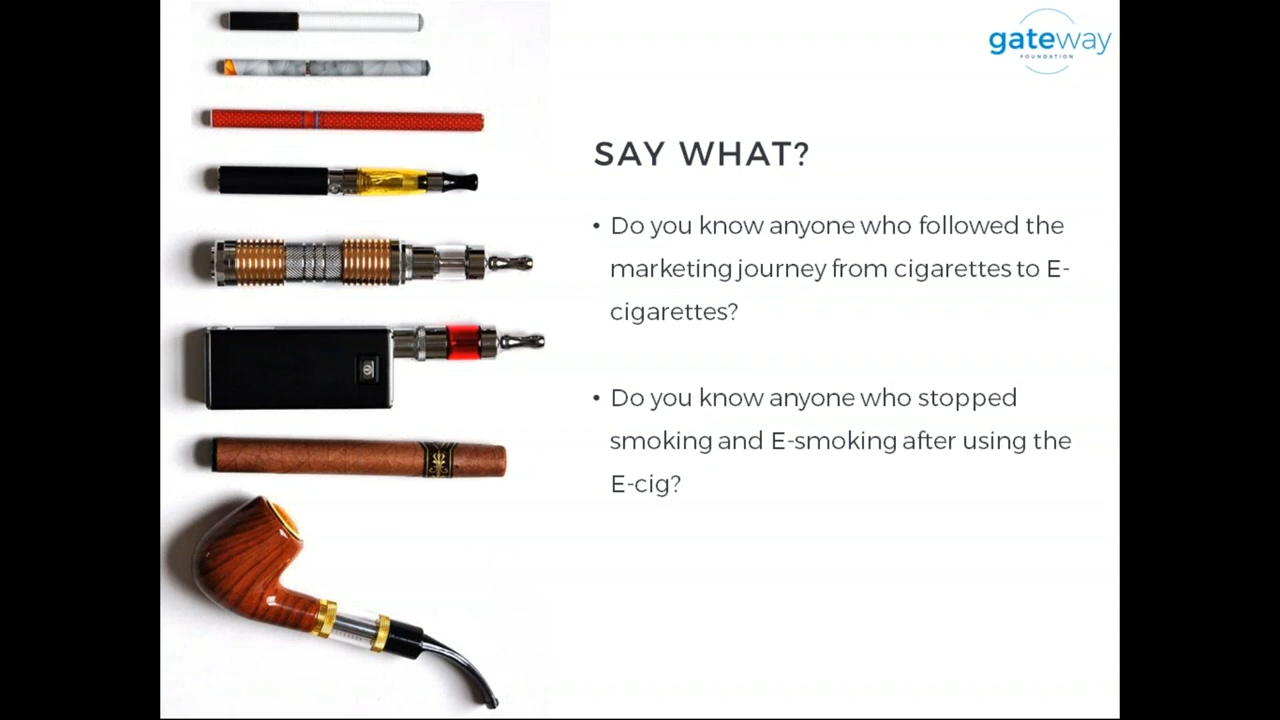 gateway
FOUNDATION
SAY WHAT?
• Do you know anyone who followed the
marketing journey from cigarettes to E-
cigarettes?
• Do you know anyone who stopped
smoking and E-smoking after using the
E-cig?